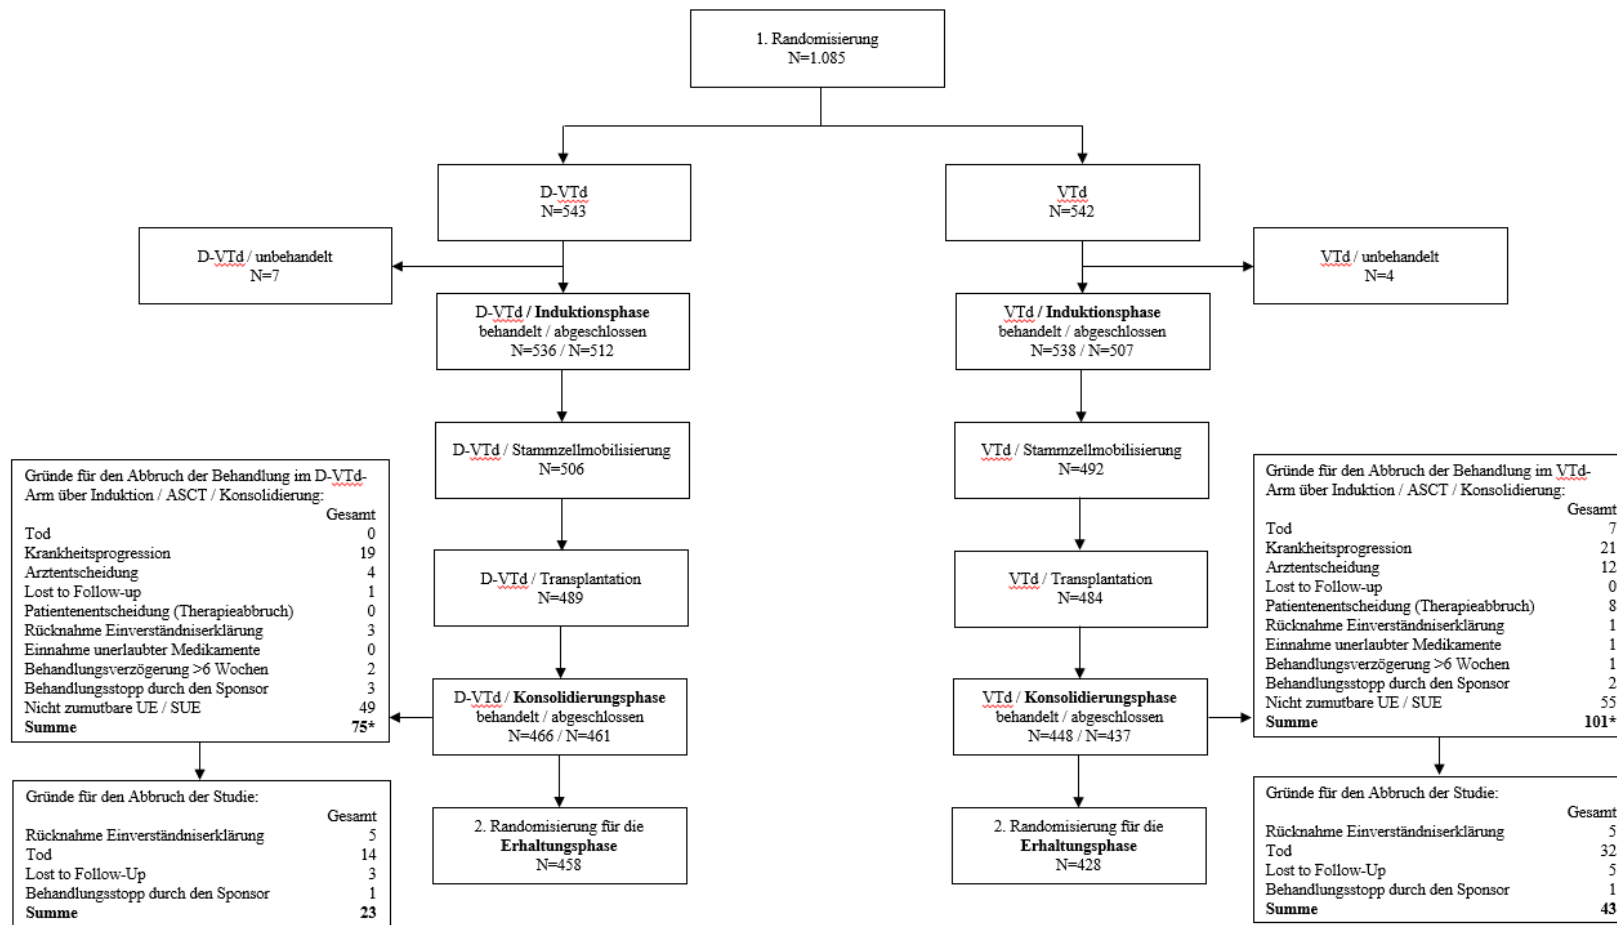 1. Randomisierung
N=1.085
D-VTd
N=543
VTd
N=542
D-VTd / unbehandelt
N=7
VTd / unbehandelt
N=4
D-VTd / Induktionsphase
behandelt / abgeschlossen
N=536 / N=512
VTd / Induktionsphase
behandelt / abgeschlossen
N=538 / N=507
D-VTd / Stammzellmobilisierung
N=506
VTd / Stammzellmobilisierung
N=492
Gründe für den Abbruch der Behandlung im D-VTd-
Arm über Induktion / ASCT / Konsolidierung:
Gesamt
Tod 0
Krankheitsprogression 19
Arztentscheidung 4
Lost to Follow-up 1
Patientenentscheidung (Therapieabbruch) 0
Rücknahme Einverständniserklärung 3
Einnahme unerlaubter Medikamente 0
Behandlungsverzögerung >6 Wochen 2
Behandlungsstopp durch den Sponsor 3
Nicht zumutbare UE / SUE 49
Summe 75*
Gründe für den Abbruch der Behandlung im VTd-
Arm über Induktion / ASCT / Konsolidierung:
Gesamt
Tod 7
Krankheitsprogression 21
Arztentscheidung 12
Lost to Follow-up 0
Patientenentscheidung (Therapieabbruch) 8
Rücknahme Einverständniserklärung 1
Einnahme unerlaubter Medikamente 1
Behandlungsverzögerung >6 Wochen 1
Behandlungsstopp durch den Sponsor 2
Nicht zumutbare UE / SUE 55
Summe 101*
D-VTd / Transplantation
N=489
VTd / Transplantation
N=484
D-VTd / Konsolidierungsphase
behandelt / abgeschlossen
N=466 / N=461
VTd / Konsolidierungsphase
behandelt / abgeschlossen
N=448 / N=437
Gründe für den Abbruch der Studie:
Gesamt
Rücknahme Einverständniserklärung 5
Tod 14
Lost to Follow-Up 3
Behandlungsstopp durch den Sponsor 1
Summe 23
2. Randomisierung für die
Erhaltungsphase
N=458
2. Randomisierung für die
Erhaltungsphase
N=428
Gründe für den Abbruch der Studie:
Gesamt
Rücknahme Einverständniserklärung 5
Tod 32
Lost to Follow-Up 5
Behandlungsstopp durch den Sponsor 1
Summe 43